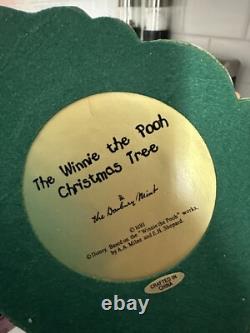 The Winnie the Pooh
Christmas Tree
&
the Danbury Mint
© MBI
© Disney. Based on the "Winnie the Pooh" works,
by A.A. Milne and E.H. Shepard.
CRAFTED IN
CHINA